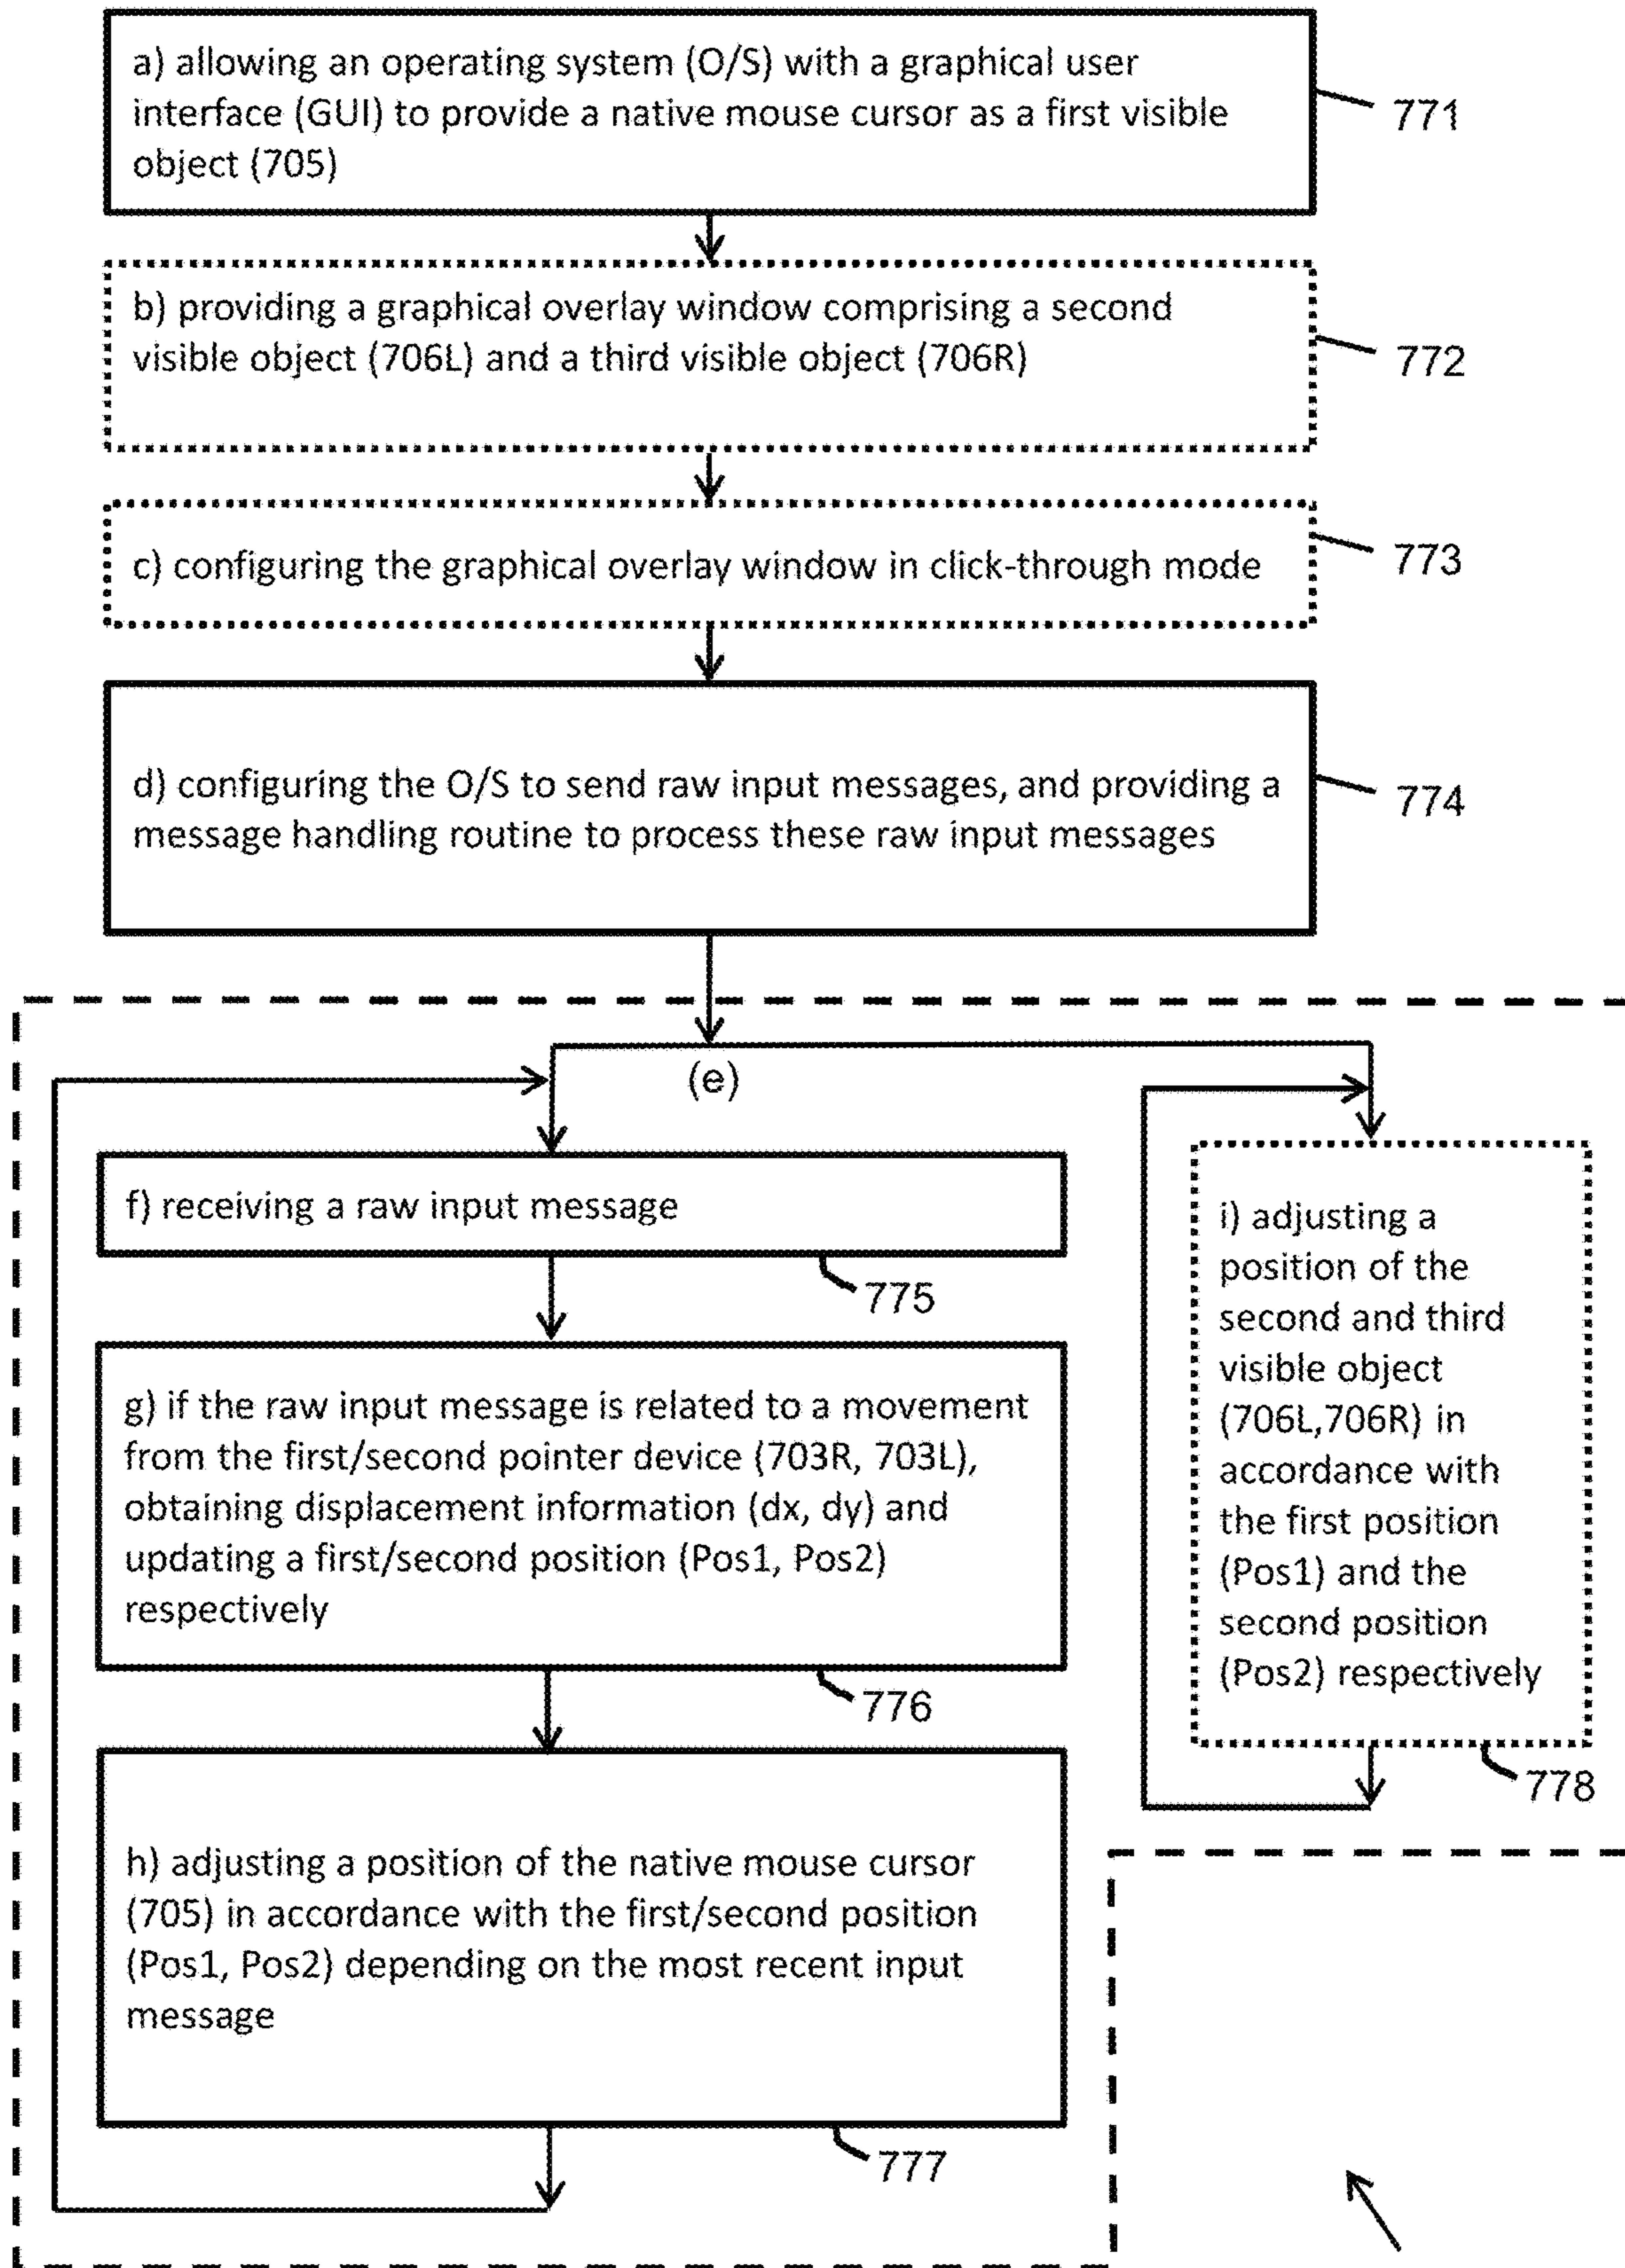 a) allowing an operating system (O/S) with a graphical user
interface (GUI) to provide a native mouse cursor as a first visible
object (705)
771
b) providing a graphical overlay window comprising a second
visible object (706L) and a third visible object (706R)
772
c) configuring the graphical overlay window in click-through mode
773
d) configuring the O/S to send raw input messages, and providing a
message handling routine to process these raw input messages
774
(e)
f) receiving a raw input message
775
g) if the raw input message is related to a movement
from the first/second pointer device (703R, 703L),
obtaining displacement information (dx, dy) and
updating a first/second position (Pos1, Pos2)
respectively
776
h) adjusting a position of the native mouse cursor
(705) in accordance with the first/second position
(Pos1, Pos2) depending on the most recent input
message
777
i) adjusting a
position of the
second and third
visible object
(706L,706R) in
accordance with
the first position
(Pos1) and the
second position
(Pos2) respectively
778